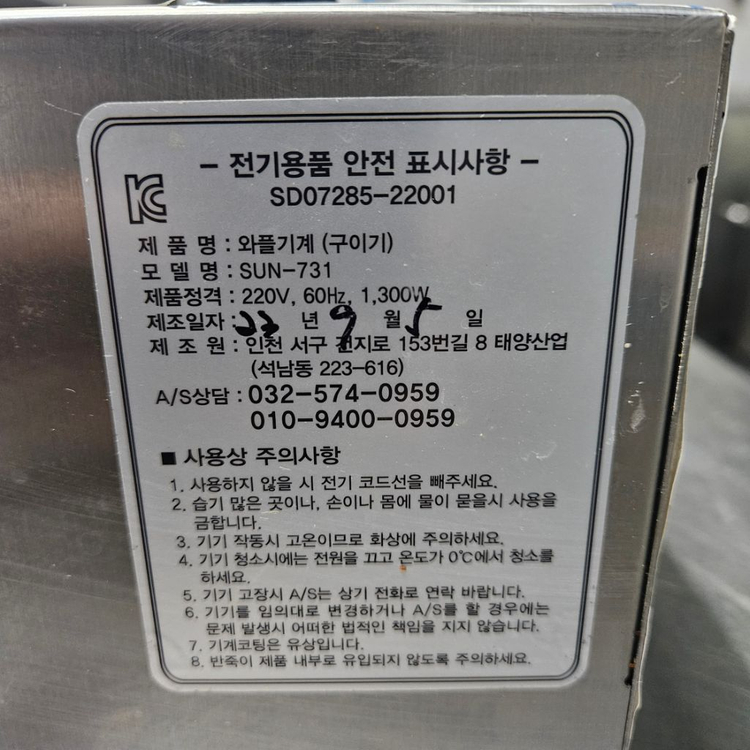 - 전기용품 안전 표시사항 -
SD07285-22001
제 품 명 : 와플기계 (구이기)
모 델 명 : SUN-731
제품정격 : 220V, 60Hz, 1,300W
제조일자 : 23 년 9 월 5 일
제 조 원 : 인천 서구 건지로 153번길 8 태양산업
(석남동 223-616)
A/S상담 : 032-574-0959
010-9400-0959
■ 사용상 주의사항
1. 사용하지 않을 시 전기 코드선을 빼주세요.
2. 습기 많은 곳이나, 손이나 몸에 물이 묻을시 사용을
금합니다.
3. 기기 작동시 고온이므로 화상에 주의하세요.
4. 기기 청소시에는 전원을 끄고 온도가 0℃에서 청소를
하세요.
5. 기기 고장시 A/S는 상기 전화로 연락 바랍니다.
6. 기기를 임의대로 변경하거나 A/S를 할 경우에는
문제 발생시 어떠한 법적인 책임을 지지 않습니다.
7. 기계코팅은 유상입니다.
8. 반죽이 제품 내부로 유입되지 않도록 주의하세요.